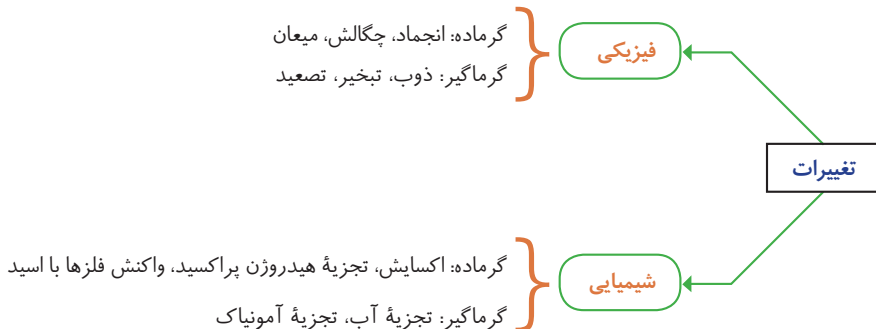 تغییرات
فیزیکی
گرماده: انجماد، چگالش، میعان
گرماگیر: ذوب، تبخیر، تصعید
شیمیایی
گرماده: اکسایش، تجزیهٔ هیدروژن پراکسید، واکنش فلزها با اسید
گرماگیر: تجزیهٔ آب، تجزیهٔ آمونیاک